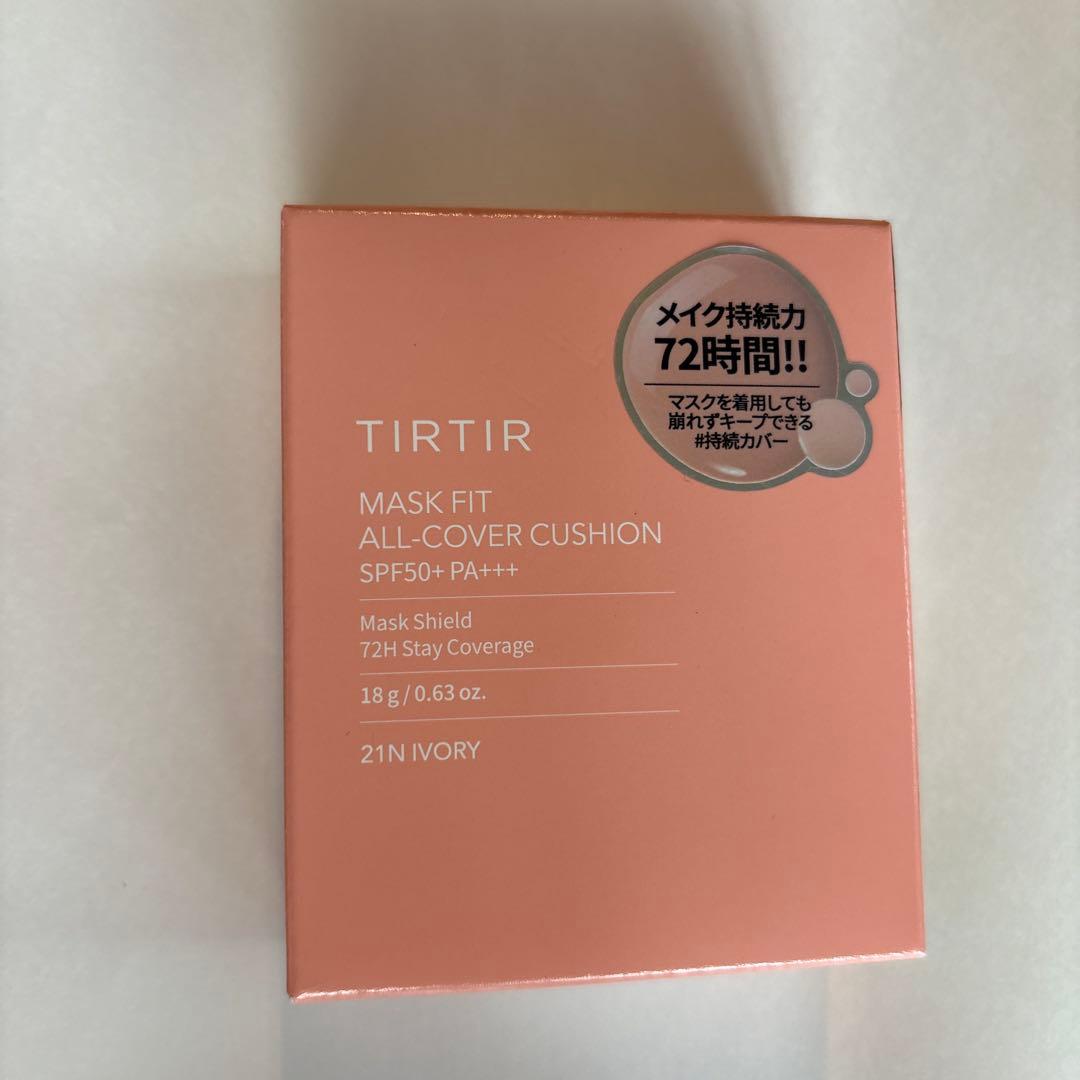 メイク持続力
72時間!!
マスクを着用しても
崩れずキープできる
#持続カバー
TIRTIR
MASK FIT
ALL-COVER CUSHION
SPF50+ PA+++
Mask Shield
72H Stay Coverage
18 g / 0.63 oz.
21N IVORY